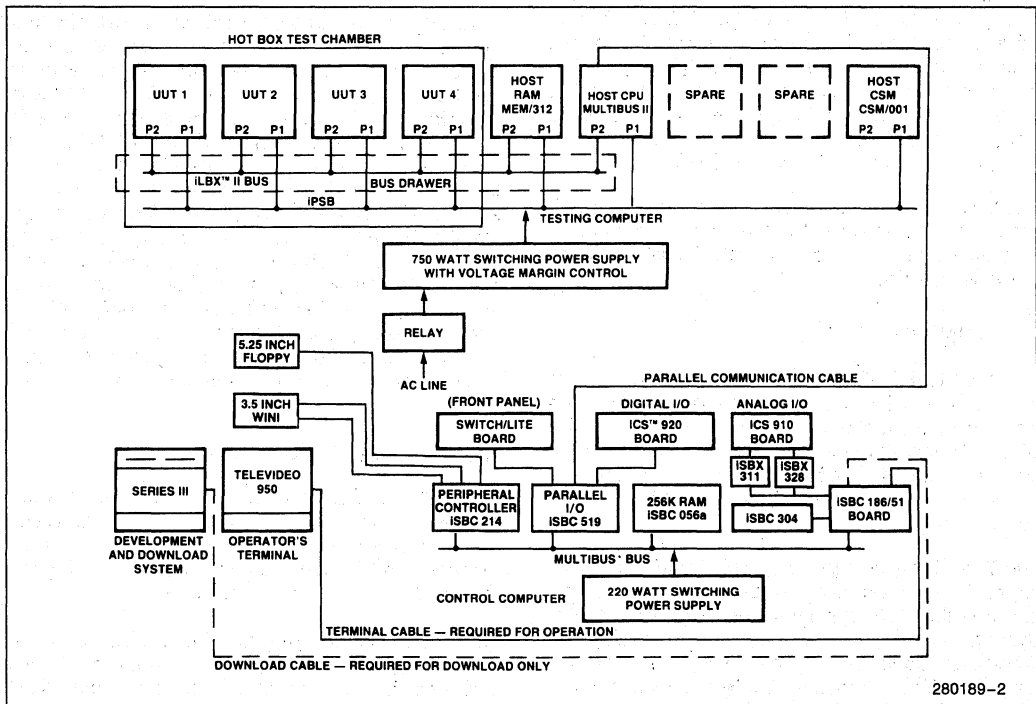 HOT BOX TEST CHAMBER
UUT 1
P2 P1
UUT 2
P2 P1
UUT 3
P2 P1
UUT 4
P2 P1
HOST
RAM
MEM/312
P2 P1
HOST CPU
MULTIBUS II
P2 P1
SPARE
SPARE
HOST
CSM
CSM/001
P2 P1
iLBX™ II BUS
BUS DRAWER
iPSB
TESTING COMPUTER
750 WATT SWITCHING POWER SUPPLY
WITH VOLTAGE MARGIN CONTROL
RELAY
AC LINE
5.25 INCH
FLOPPY
3.5 INCH
WINI
PARALLEL COMMUNICATION CABLE
(FRONT PANEL)
SWITCH/LITE
BOARD
DIGITAL I/O
ICS™ 920
BOARD
ANALOG I/O
ICS 910
BOARD
iSBX
311
iSBX
328
SERIES III
DEVELOPMENT
AND DOWNLOAD
SYSTEM
TELEVIDEO
950
OPERATOR'S
TERMINAL
PERIPHERAL
CONTROLLER
iSBC 214
PARALLEL
I/O
iSBC 519
256K RAM
iSBC 056a
iSBC 304
iSBC 186/51
BOARD
MULTIBUS* BUS
CONTROL COMPUTER
220 WATT SWITCHING
POWER SUPPLY
TERMINAL CABLE — REQUIRED FOR OPERATION
DOWNLOAD CABLE — REQUIRED FOR DOWNLOAD ONLY
280189-2